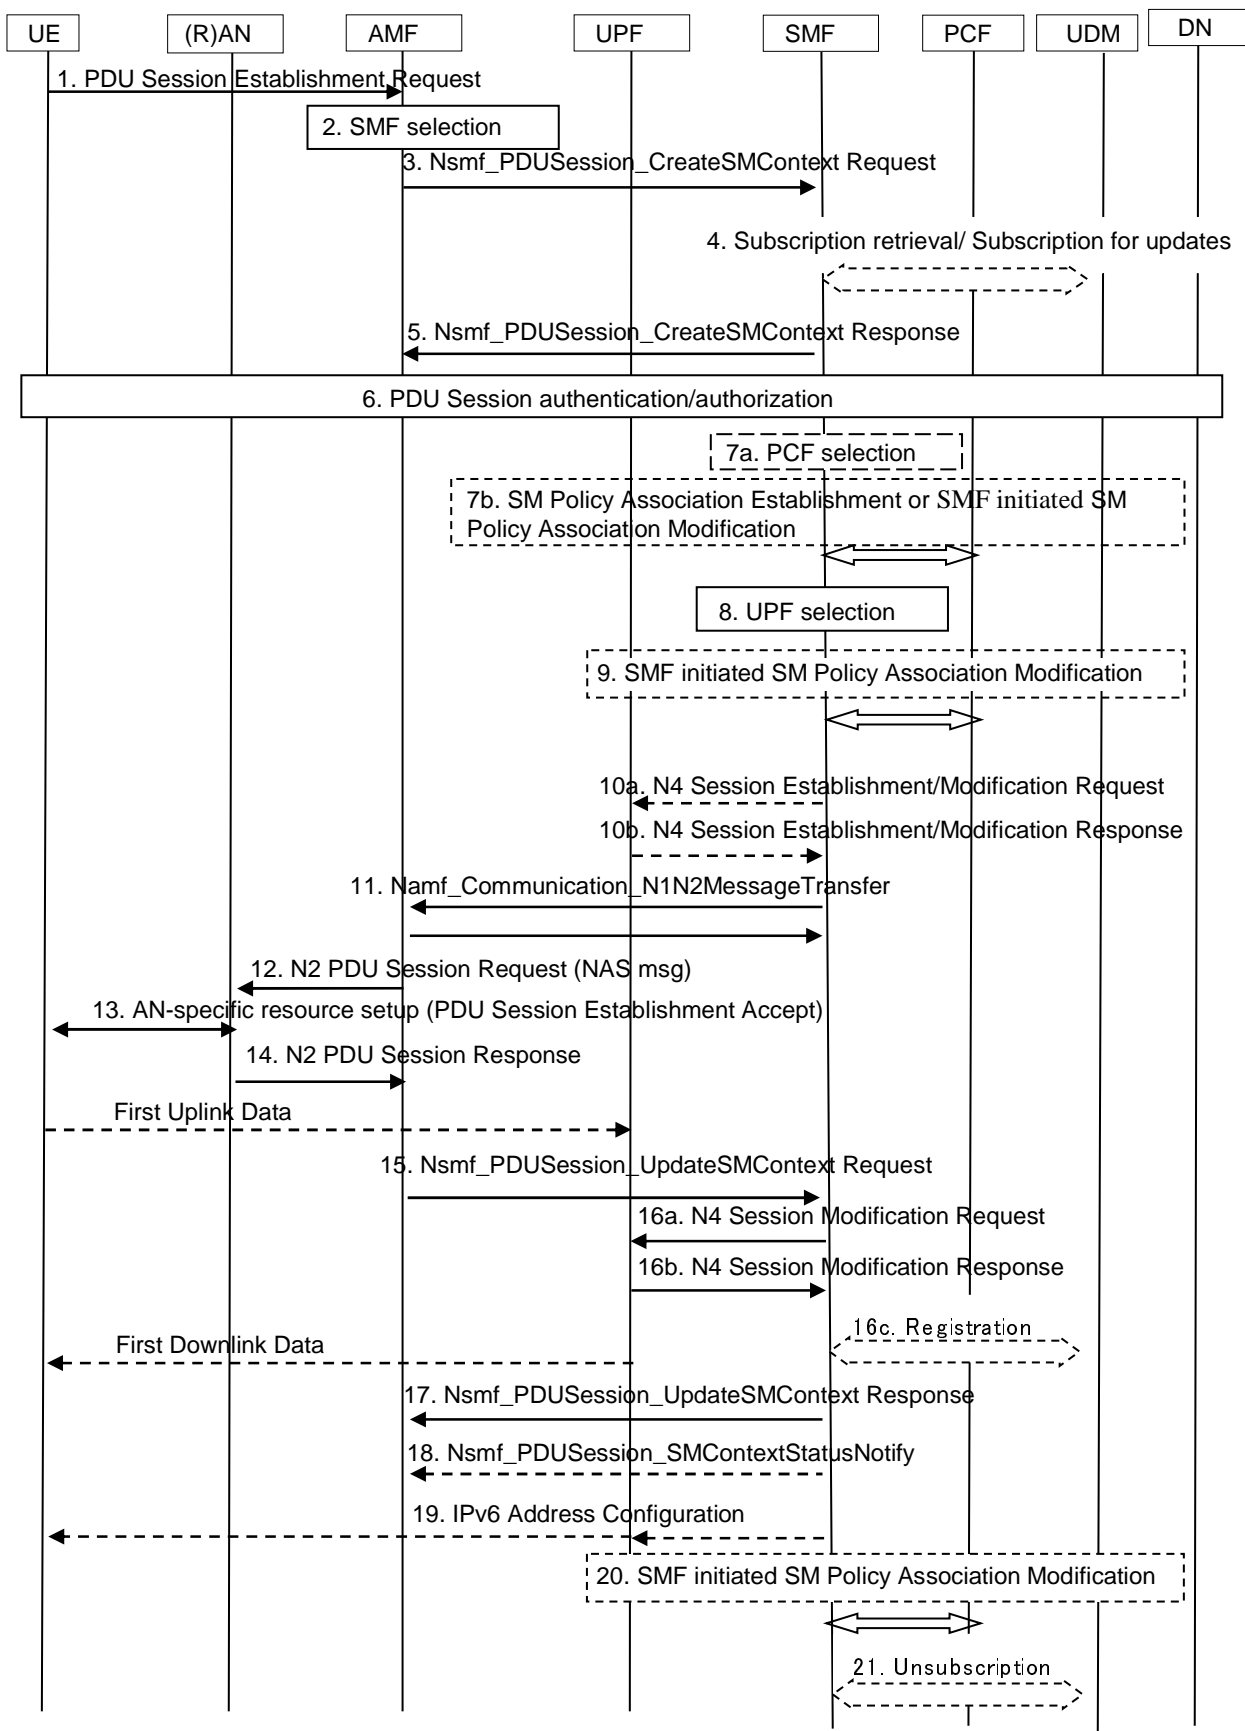 UE (R)AN AMF UPF SMF PCF UDM DN
1. PDU Session Establishment Request
2. SMF selection
3. Nsmf_PDUSession_CreateSMContext Request
4. Subscription retrieval/ Subscription for updates
5. Nsmf_PDUSession_CreateSMContext Response
6. PDU Session authentication/authorization
7a. PCF selection
7b. SM Policy Association Establishment or SMF initiated SM
Policy Association Modification
8. UPF selection
9. SMF initiated SM Policy Association Modification
10a. N4 Session Establishment/Modification Request
10b. N4 Session Establishment/Modification Response
11. Namf_Communication_N1N2MessageTransfer
12. N2 PDU Session Request (NAS msg)
13. AN-specific resource setup (PDU Session Establishment Accept)
14. N2 PDU Session Response
First Uplink Data
15. Nsmf_PDUSession_UpdateSMContext Request
16a. N4 Session Modification Request
16b. N4 Session Modification Response
16c. Registration
First Downlink Data
17. Nsmf_PDUSession_UpdateSMContext Response
18. Nsmf_PDUSession_SMContextStatusNotify
19. IPv6 Address Configuration
20. SMF initiated SM Policy Association Modification
21. Unsubscription